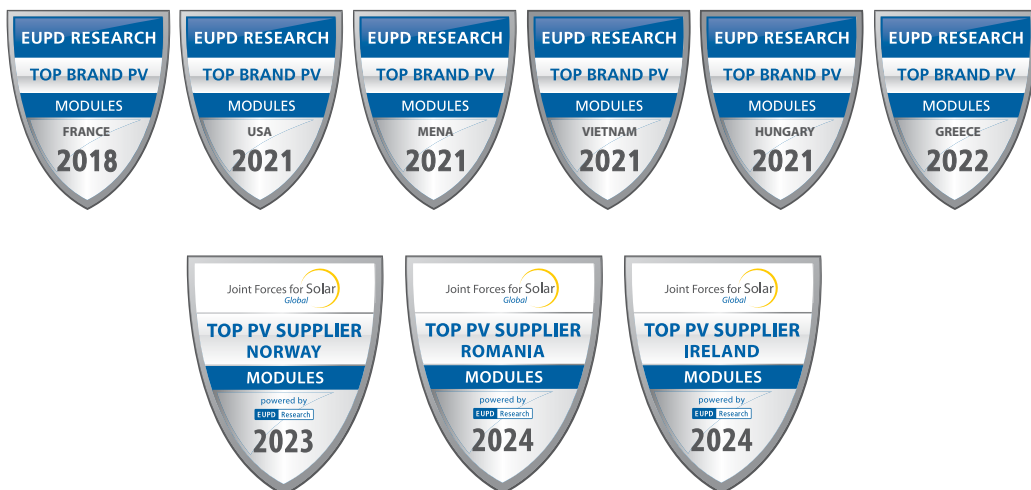 EUPD RESEARCH
TOP BRAND PV
MODULES
FRANCE
2018
EUPD RESEARCH
TOP BRAND PV
MODULES
USA
2021
EUPD RESEARCH
TOP BRAND PV
MODULES
MENA
2021
EUPD RESEARCH
TOP BRAND PV
MODULES
VIETNAM
2021
EUPD RESEARCH
TOP BRAND PV
MODULES
HUNGARY
2021
EUPD RESEARCH
TOP BRAND PV
MODULES
GREECE
2022
Joint Forces for Solar
Global
TOP PV SUPPLIER
NORWAY
MODULES
powered by
EUPD Research
2023
Joint Forces for Solar
Global
TOP PV SUPPLIER
ROMANIA
MODULES
powered by
EUPD Research
2024
Joint Forces for Solar
Global
TOP PV SUPPLIER
IRELAND
MODULES
powered by
EUPD Research
2024